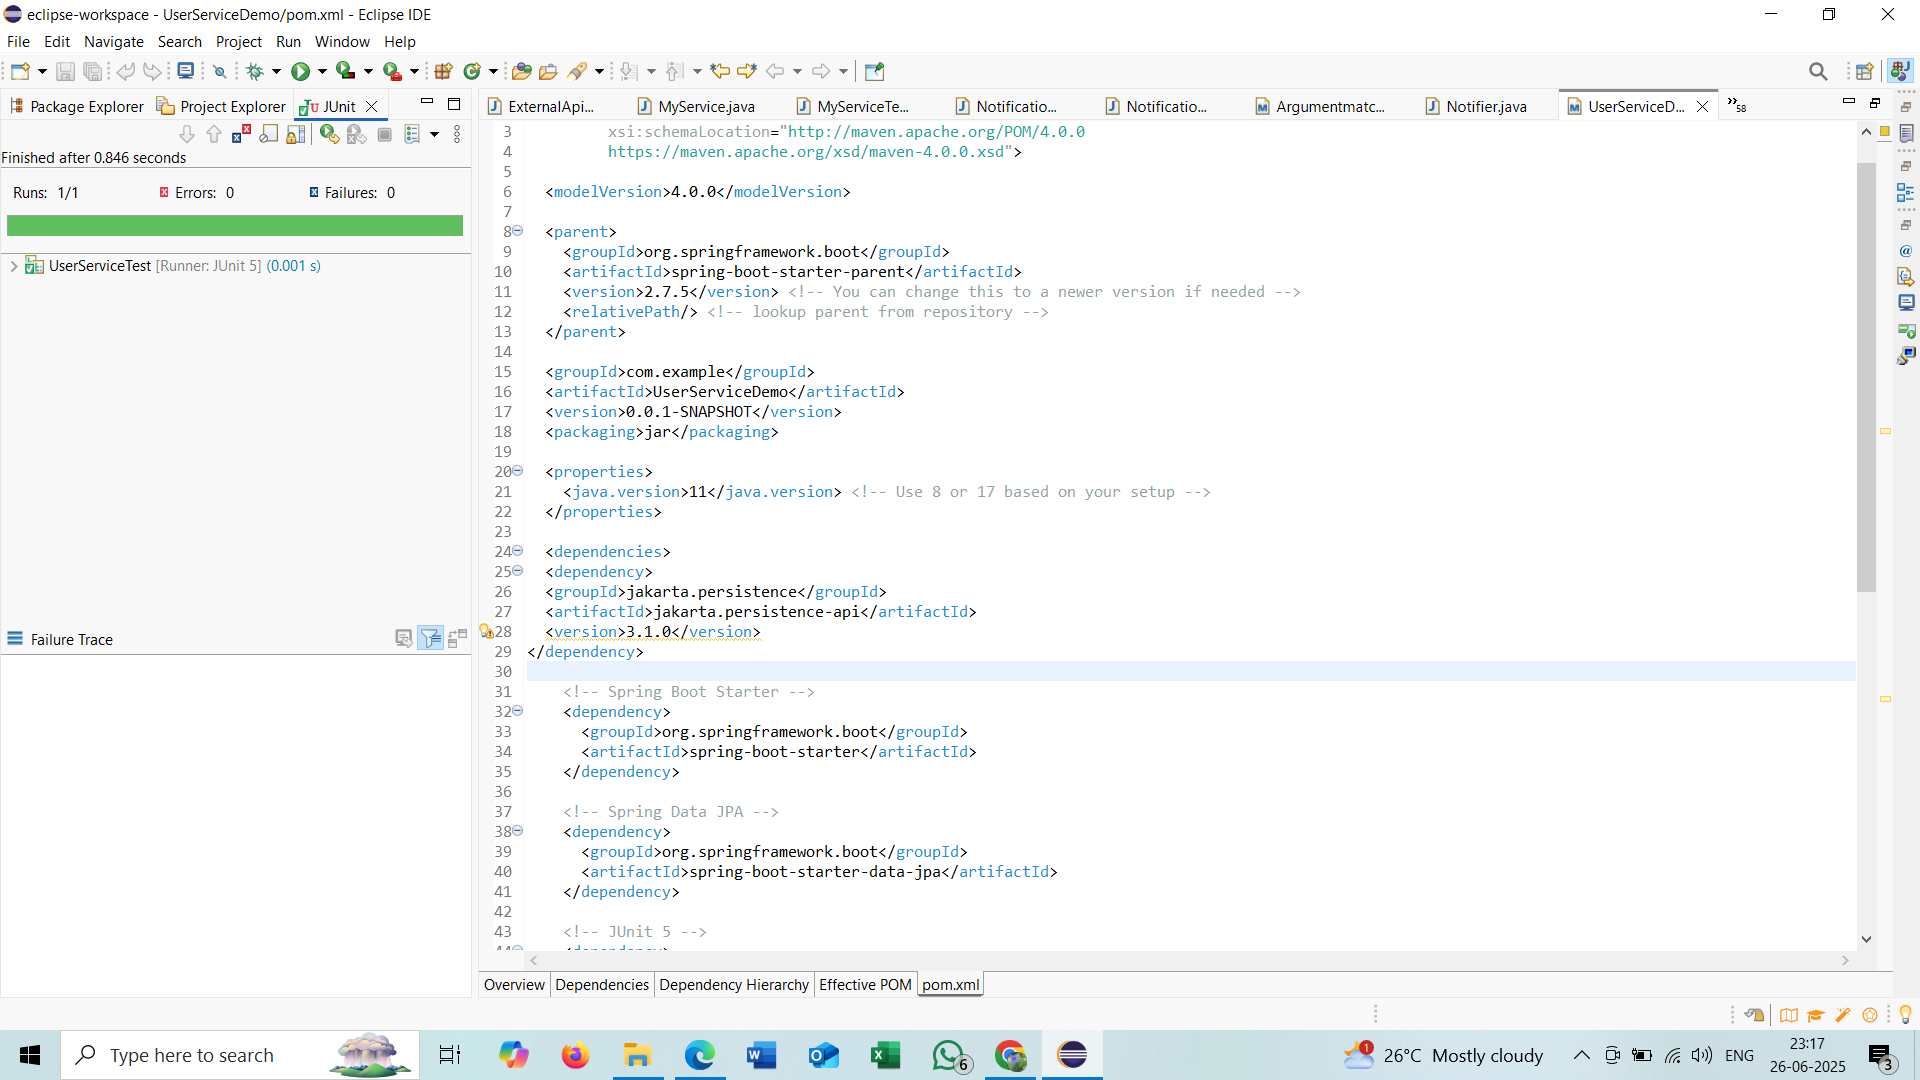 eclipse-workspace - UserServiceDemo/pom.xml - Eclipse IDE
File Edit Navigate Search Project Run Window Help
Package Explorer Project Explorer JUnit
Finished after 0.846 seconds
Runs: 1/1 Errors: 0 Failures: 0
UserServiceTest [Runner: JUnit 5] (0.001 s)
Failure Trace
ExternalApi... MyService.java MyServiceTe... Notificatio... Notificatio... Argumentmatc... Notifier.java UserServiceD... »58
3 xsi:schemaLocation="http://maven.apache.org/POM/4.0.0
4 https://maven.apache.org/xsd/maven-4.0.0.xsd">
5
6 <modelVersion>4.0.0</modelVersion>
7
8 <parent>
9 <groupId>org.springframework.boot</groupId>
10 <artifactId>spring-boot-starter-parent</artifactId>
11 <version>2.7.5</version> <!-- You can change this to a newer version if needed -->
12 <relativePath/> <!-- lookup parent from repository -->
13 </parent>
14
15 <groupId>com.example</groupId>
16 <artifactId>UserServiceDemo</artifactId>
17 <version>0.0.1-SNAPSHOT</version>
18 <packaging>jar</packaging>
19
20 <properties>
21 <java.version>11</java.version> <!-- Use 8 or 17 based on your setup -->
22 </properties>
23
24 <dependencies>
25 <dependency>
26 <groupId>jakarta.persistence</groupId>
27 <artifactId>jakarta.persistence-api</artifactId>
28 <version>3.1.0</version>
29 </dependency>
30
31 <!-- Spring Boot Starter -->
32 <dependency>
33 <groupId>org.springframework.boot</groupId>
34 <artifactId>spring-boot-starter</artifactId>
35 </dependency>
36
37 <!-- Spring Data JPA -->
38 <dependency>
39 <groupId>org.springframework.boot</groupId>
40 <artifactId>spring-boot-starter-data-jpa</artifactId>
41 </dependency>
42
43 <!-- JUnit 5 -->
44 <dependency>
Overview Dependencies Dependency Hierarchy Effective POM pom.xml
Type here to search
6
1
26°C Mostly cloudy
ENG
23:17
26-06-2025
3